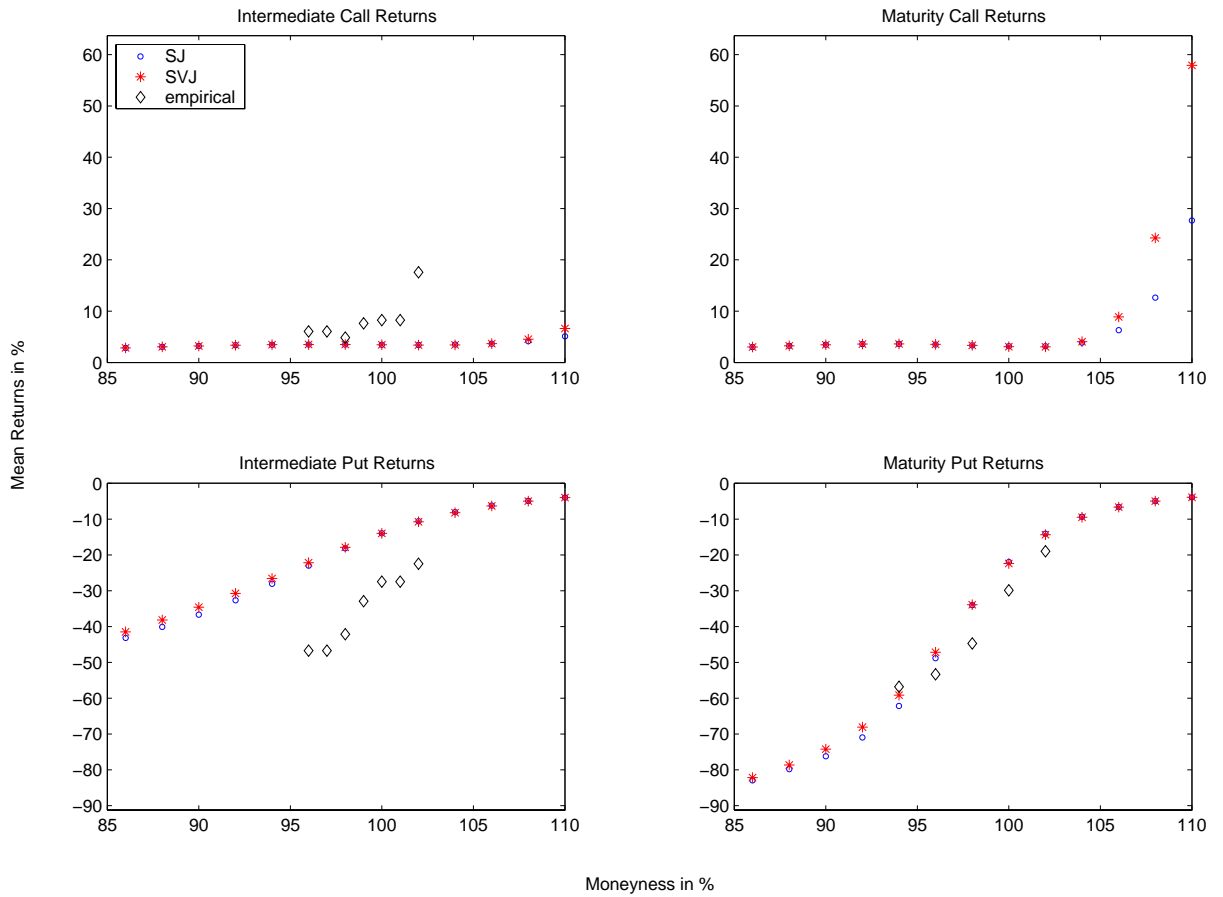 Intermediate Call Returns
SJ
SVJ
empirical
60
50
40
30
20
10
0
85 90 95 100 105 110
Maturity Call Returns
60
50
40
30
20
10
0
85 90 95 100 105 110
Mean Returns in %
Intermediate Put Returns
0
−10
−20
−30
−40
−50
−60
−70
−80
−90
85 90 95 100 105 110
Maturity Put Returns
0
−10
−20
−30
−40
−50
−60
−70
−80
−90
85 90 95 100 105 110
Moneyness in %